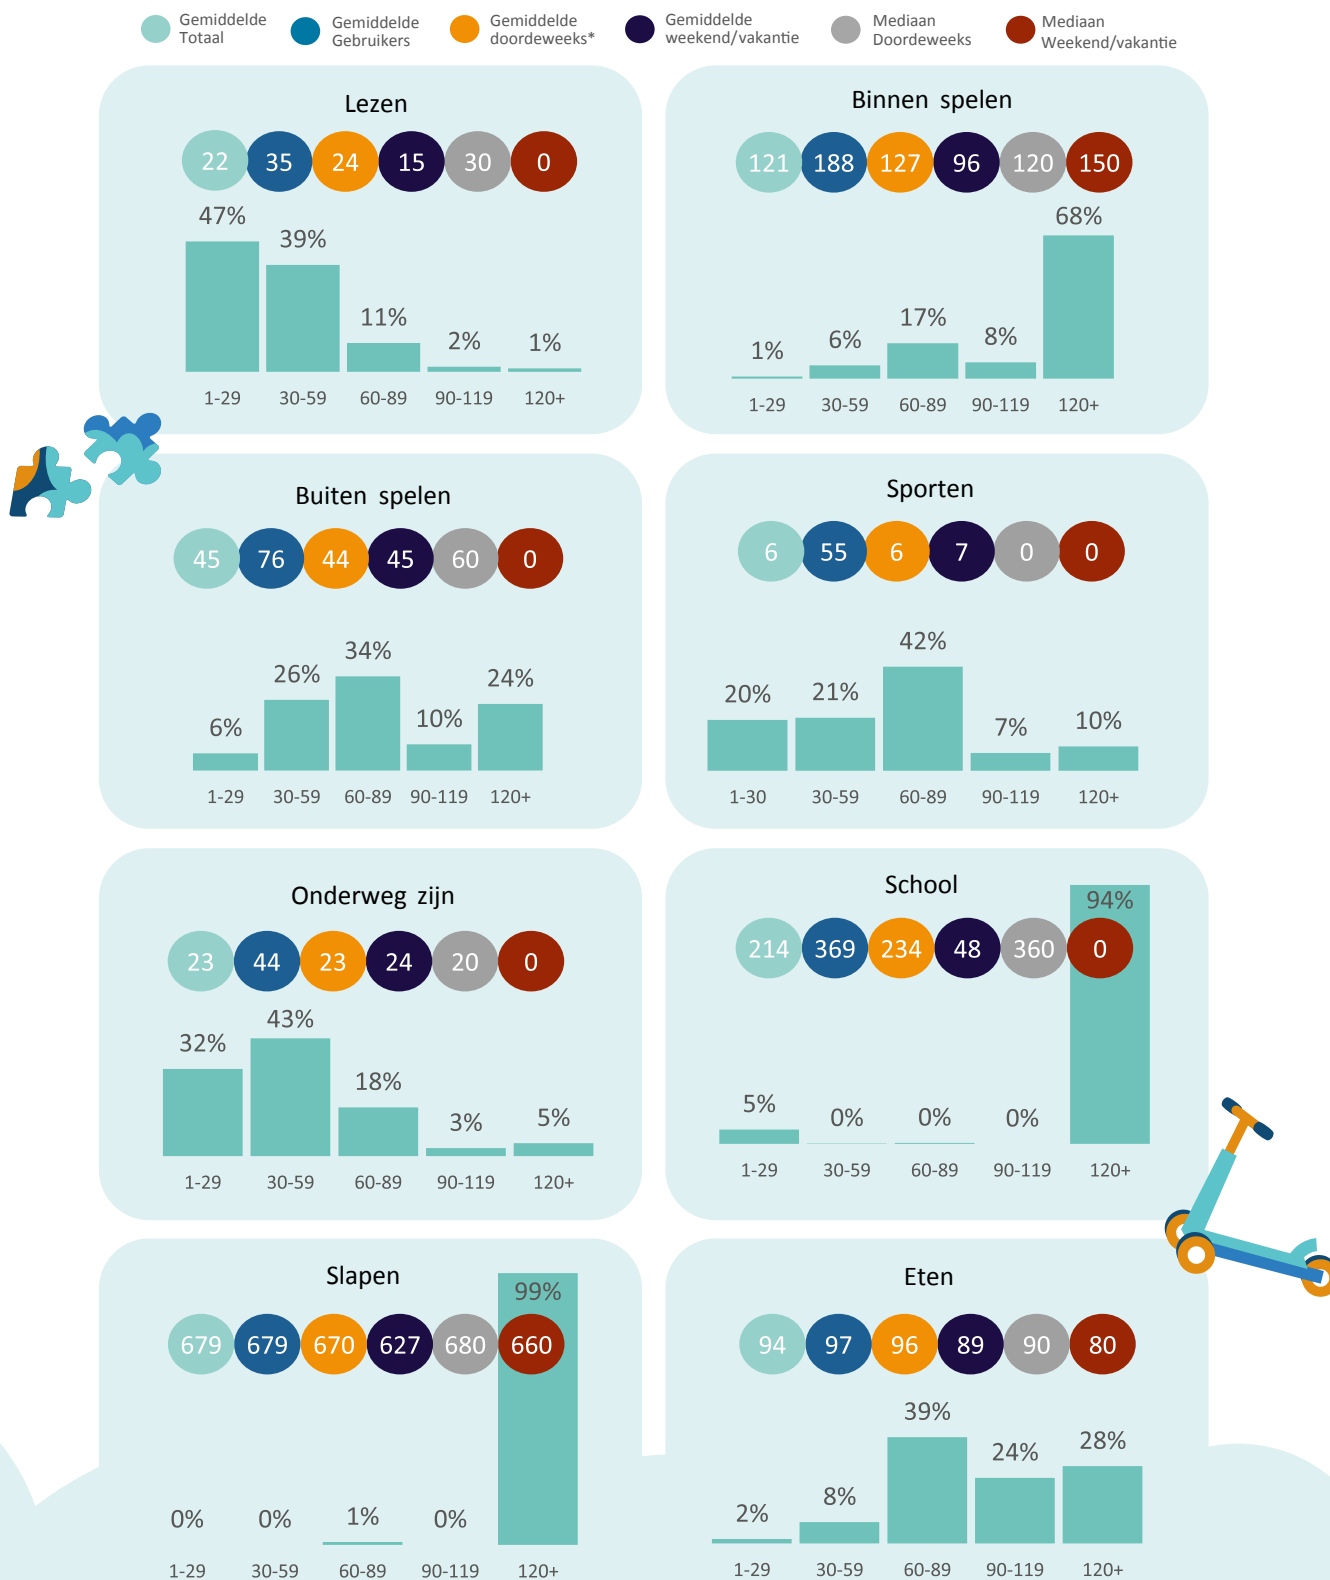 Gemiddelde
Totaal
Gemiddelde
Gebruikers
Gemiddelde
doordeweeks*
Gemiddelde
weekend/vakantie
Mediaan
Doordeweeks
Mediaan
Weekend/vakantie
Lezen
22 35 24 15 30 0
47% 39% 11% 2% 1%
1-29 30-59 60-89 90-119 120+
Binnen spelen
121 188 127 96 120 150
1% 6% 17% 8% 68%
1-29 30-59 60-89 90-119 120+
Buiten spelen
45 76 44 45 60 0
6% 26% 34% 10% 24%
1-29 30-59 60-89 90-119 120+
Sporten
6 55 6 7 0 0
20% 21% 42% 7% 10%
1-30 30-59 60-89 90-119 120+
Onderweg zijn
23 44 23 24 20 0
32% 43% 18% 3% 5%
1-29 30-59 60-89 90-119 120+
School
214 369 234 48 360 0
5% 0% 0% 0% 94%
1-29 30-59 60-89 90-119 120+
Slapen
679 679 670 627 680 660
0% 0% 1% 0% 99%
1-29 30-59 60-89 90-119 120+
Eten
94 97 96 89 90 80
2% 8% 39% 24% 28%
1-29 30-59 60-89 90-119 120+